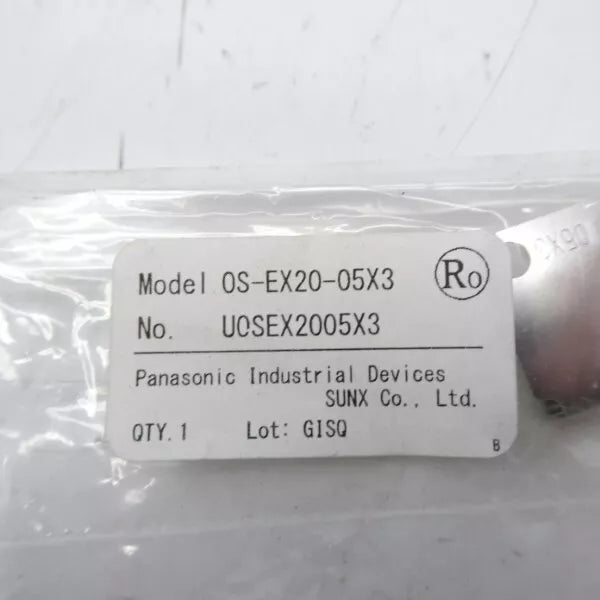 Model OS-EX20-05X3
Ro
No. UOSEX2005X3
Panasonic Industrial Devices
SUNX Co., Ltd.
QTY. 1 Lot: GISQ
B